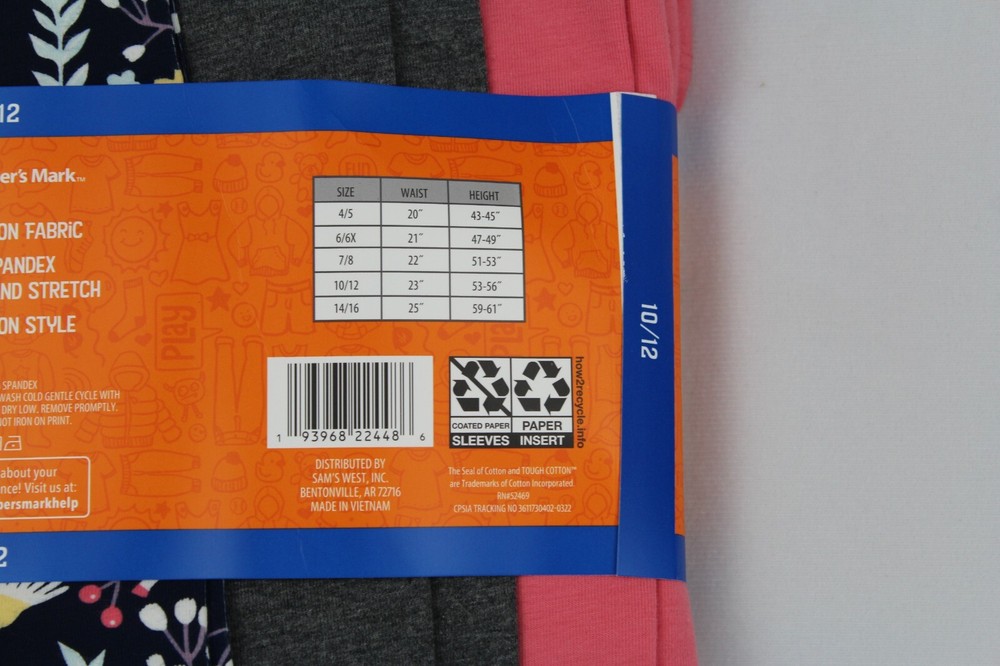 12
er's Mark™
ON FABRIC
PANDEX
ND STRETCH
ON STYLE
SPANDEX
WASH COLD GENTLE CYCLE WITH
DRY LOW, REMOVE PROMPTLY.
NOT IRON ON PRINT.
about your
nce! Visit us at:
bersmarkhelp
2
SIZE WAIST HEIGHT
4/5 20″ 43-45″
6/6X 21″ 47-49″
7/8 22″ 51-53″
10/12 23″ 53-56″
14/16 25″ 59-61″
Play
FUN
1 93968 22448 6
DISTRIBUTED BY
SAM'S WEST, INC.
BENTONVILLE, AR 72716
MADE IN VIETNAM
COATED PAPER PAPER
SLEEVES INSERT
how2recycle.info
The Seal of Cotton and TOUGH COTTON™
are Trademarks of Cotton Incorporated
RN#52469
CPSIA TRACKING NO 3611730402-0322
10/12